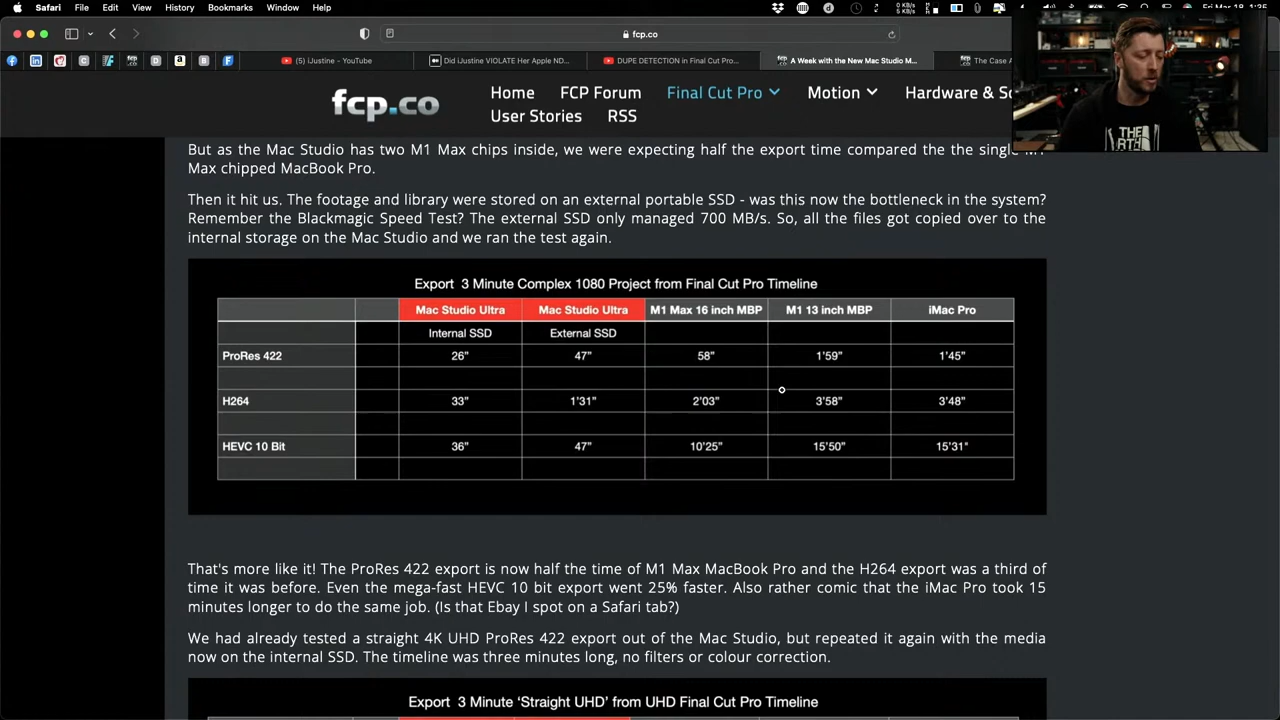 Safari File Edit View History Bookmarks Window Help
0 KB/s
5 KB/s
Fri Mar 18 1:35
fcp.co
(5) iJustine - YouTube
Did iJustine VIOLATE Her Apple ND...
DUPE DETECTION in Final Cut Pro...
A Week with the New Mac Studio M...
The Case A
fcp.co
Home FCP Forum Final Cut Pro Motion Hardware & So
User Stories RSS
But as the Mac Studio has two M1 Max chips inside, we were expecting half the export time compared the the single M1
Max chipped MacBook Pro.
Then it hit us. The footage and library were stored on an external portable SSD - was this now the bottleneck in the system?
Remember the Blackmagic Speed Test? The external SSD only managed 700 MB/s. So, all the files got copied over to the
internal storage on the Mac Studio and we ran the test again.
Export 3 Minute Complex 1080 Project from Final Cut Pro Timeline
Mac Studio Ultra Mac Studio Ultra M1 Max 16 inch MBP M1 13 inch MBP iMac Pro
Internal SSD External SSD
ProRes 422 26” 47” 58” 1’59” 1’45”
H264 33” 1’31” 2’03” 3’58” 3’48”
HEVC 10 Bit 36” 47” 10’25” 15’50” 15’31"
That's more like it! The ProRes 422 export is now half the time of M1 Max MacBook Pro and the H264 export was a third of
time it was before. Even the mega-fast HEVC 10 bit export went 25% faster. Also rather comic that the iMac Pro took 15
minutes longer to do the same job. (Is that Ebay I spot on a Safari tab?)
We had already tested a straight 4K UHD ProRes 422 export out of the Mac Studio, but repeated it again with the media
now on the internal SSD. The timeline was three minutes long, no filters or colour correction.
Export 3 Minute ‘Straight UHD’ from UHD Final Cut Pro Timeline